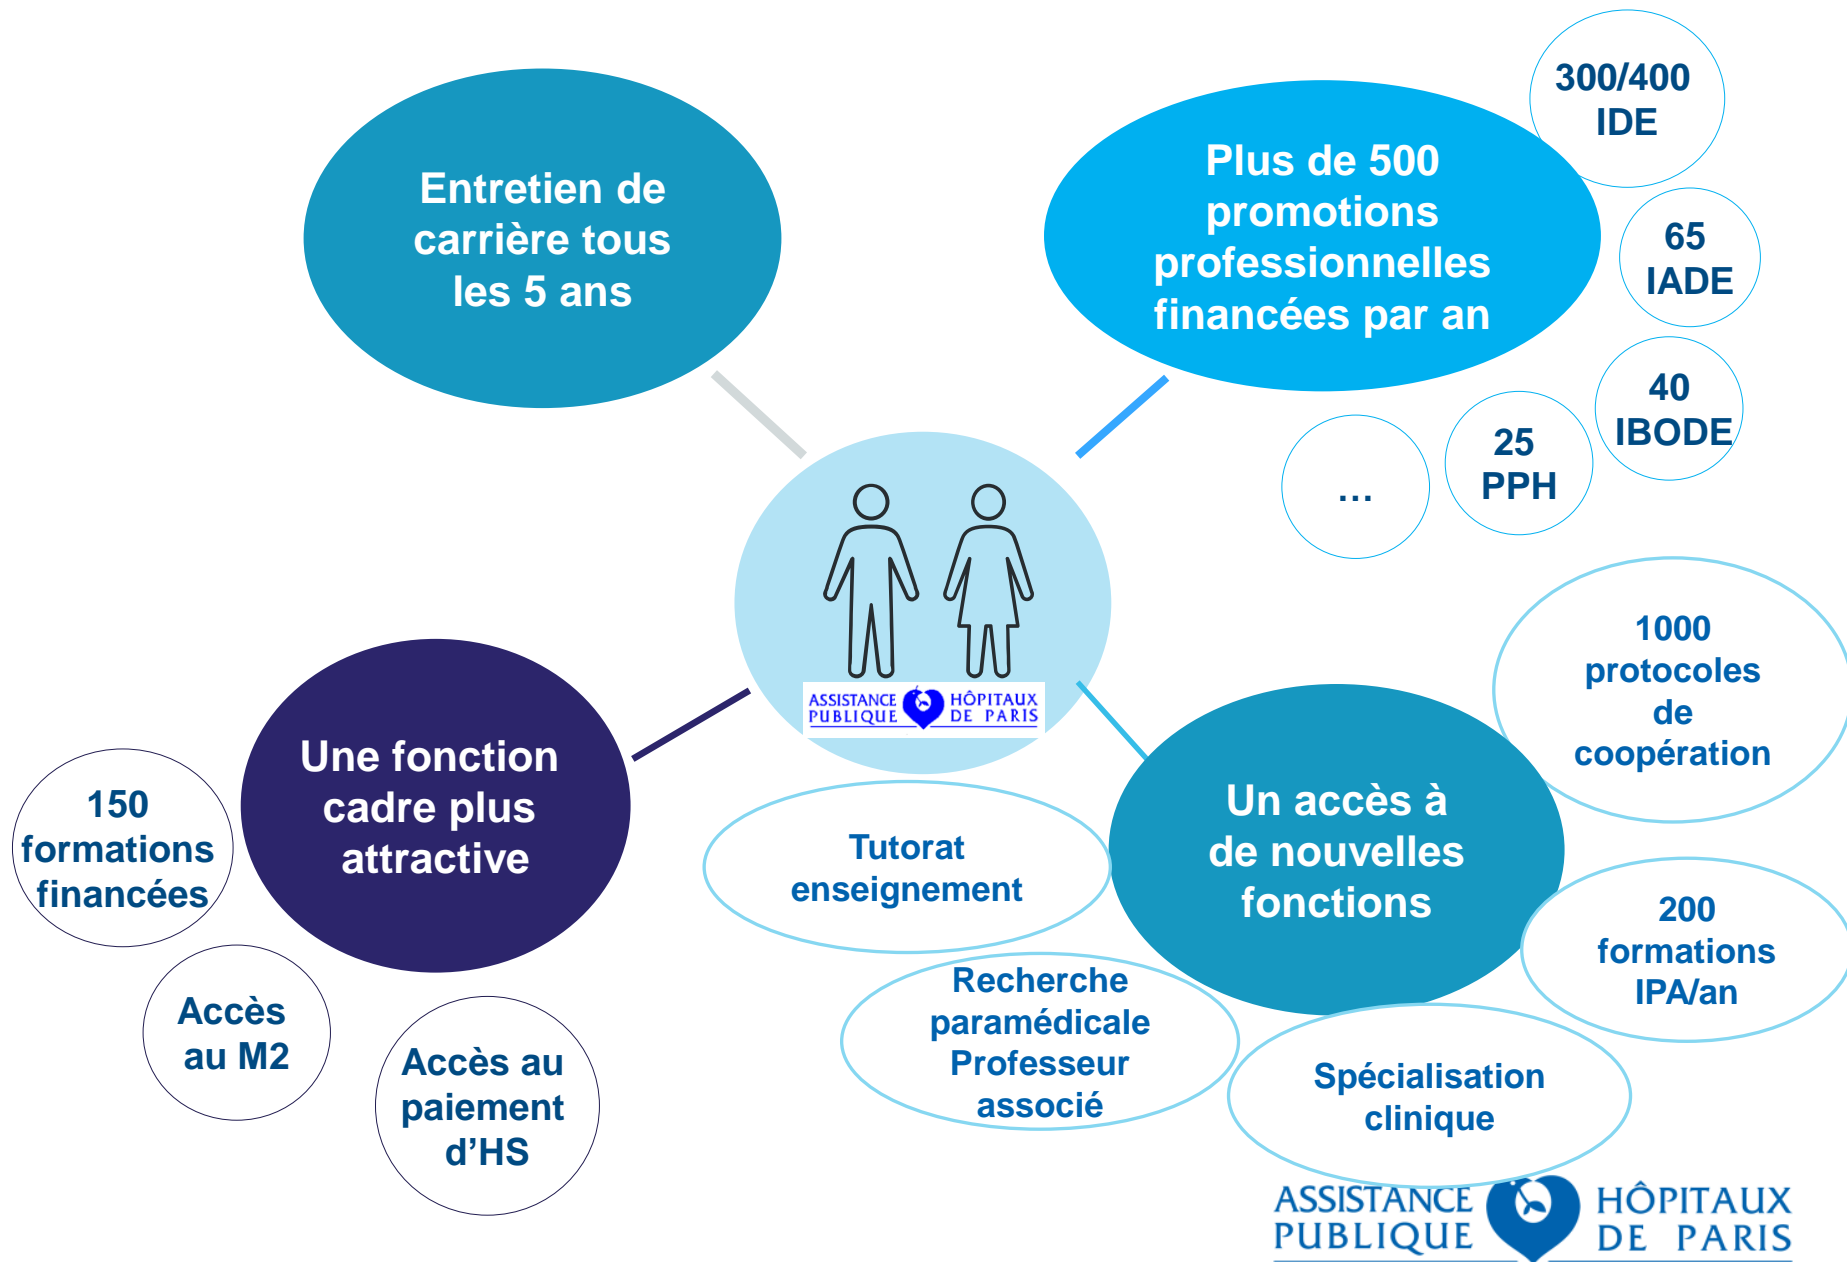 Entretien de
carrière tous
les 5 ans
Plus de 500
promotions
professionnelles
financées par an
300/400
IDE
65
IADE
40
IBODE
25
PPH
…
ASSISTANCE HÔPITAUX
PUBLIQUE DE PARIS
Une fonction
cadre plus
attractive
150
formations
financées
Accès
au M2
Accès au
paiement
d’HS
Un accès à
de nouvelles
fonctions
1000
protocoles
de
coopération
200
formations
IPA/an
Spécialisation
clinique
Recherche
paramédicale
Professeur
associé
Tutorat
enseignement
ASSISTANCE HÔPITAUX
PUBLIQUE DE PARIS